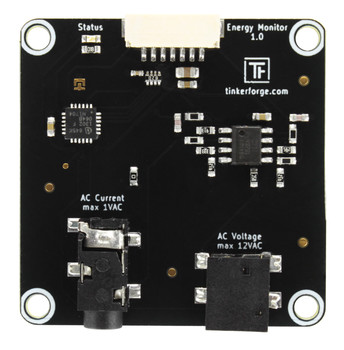 Status
Energy Monitor
1.0
TF
tinkerforge.com
AC Current
max 1VAC
AC Voltage
max 12VAC